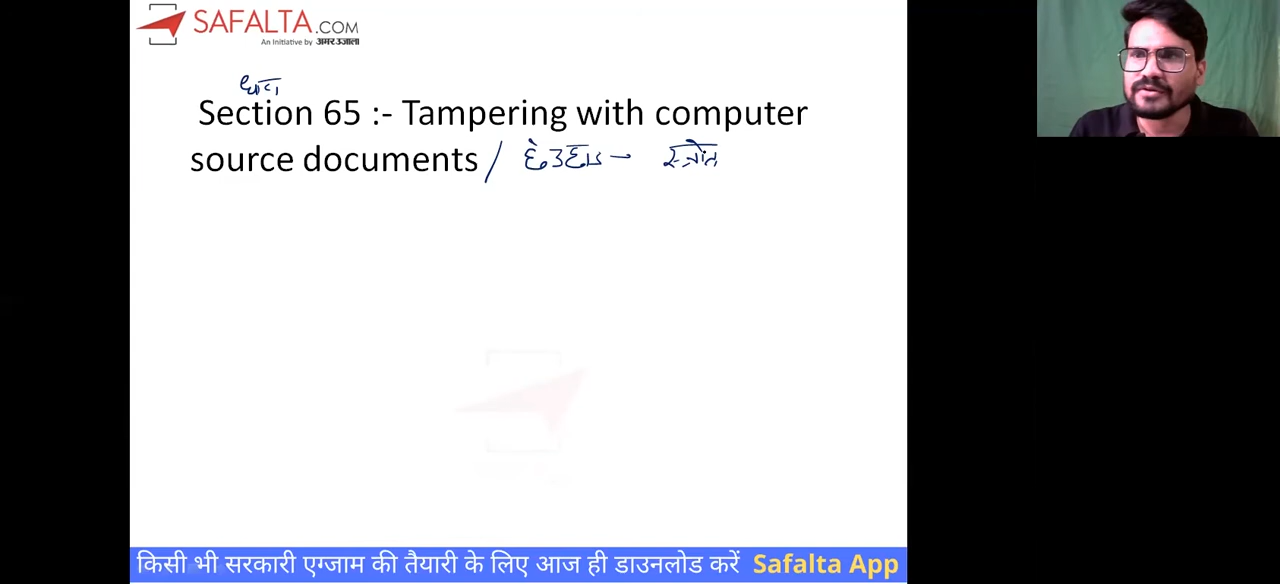 SAFALTA.COM
An Initiative by अमर उजाला
धारा
Section 65 :- Tampering with computer
source documents / स्त्रोत
किसी भी सरकारी एग्जाम की तैयारी के लिए आज ही डाउनलोड करें Safalta App